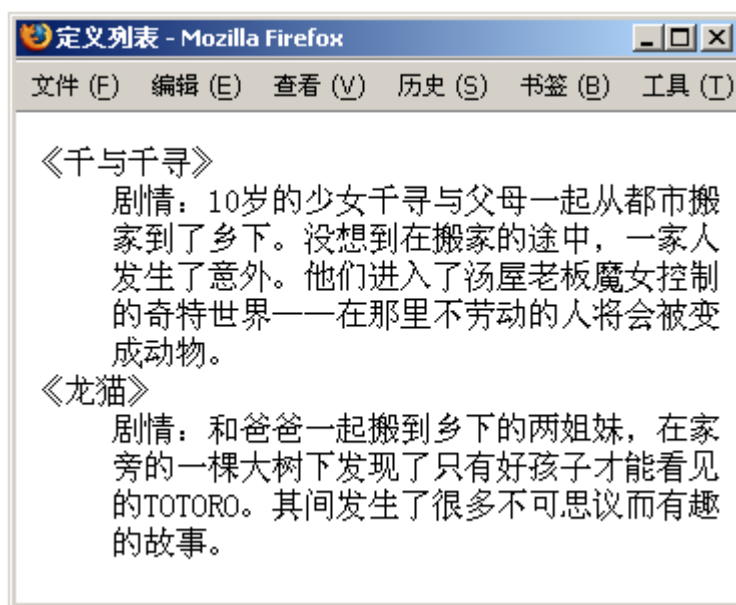 定义列表 - Mozilla Firefox
文件 (F) 编辑 (E) 查看 (V) 历史 (S) 书签 (B) 工具 (T)
《千与千寻》
剧情：10岁的少女千寻与父母一起从都市搬
家到了乡下。没想到在搬家的途中，一家人
发生了意外。他们进入了汤屋老板魔女控制
的奇特世界——在那里不劳动的人将会被变
成动物。
《龙猫》
剧情：和爸爸一起搬到乡下的两姐妹，在家
旁的一棵大树下发现了只有好孩子才能看见
的TOTORO。其间发生了很多不可思议而有趣
的故事。